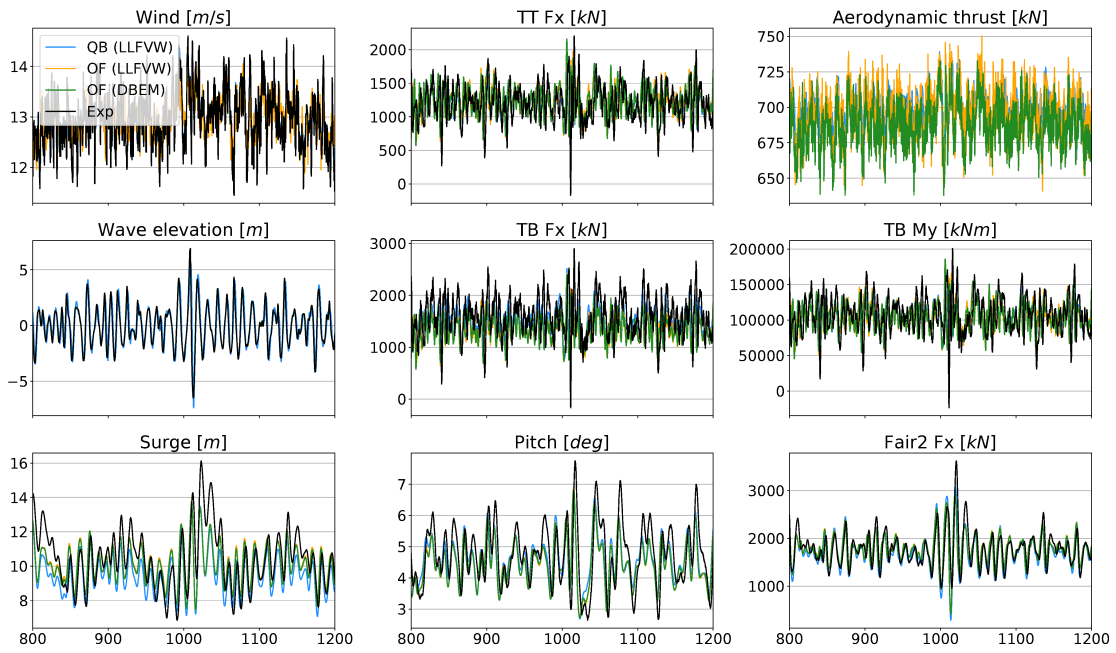 Wind [m/s]
TT Fx [kN]
Aerodynamic thrust [kN]
14
13
12
QB (LLFVW)
OF (LLFVW)
OF (DBEM)
Exp
2000
1500
1000
500
0
750
725
700
675
650
Wave elevation [m]
TB Fx [kN]
TB My [kNm]
5
0
−5
3000
2000
1000
0
200000
150000
100000
50000
0
Surge [m]
Pitch [deg]
Fair2 Fx [kN]
16
14
12
10
8
7
6
5
4
3
3000
2000
1000
800 900 1000 1100 1200
800 900 1000 1100 1200
800 900 1000 1100 1200